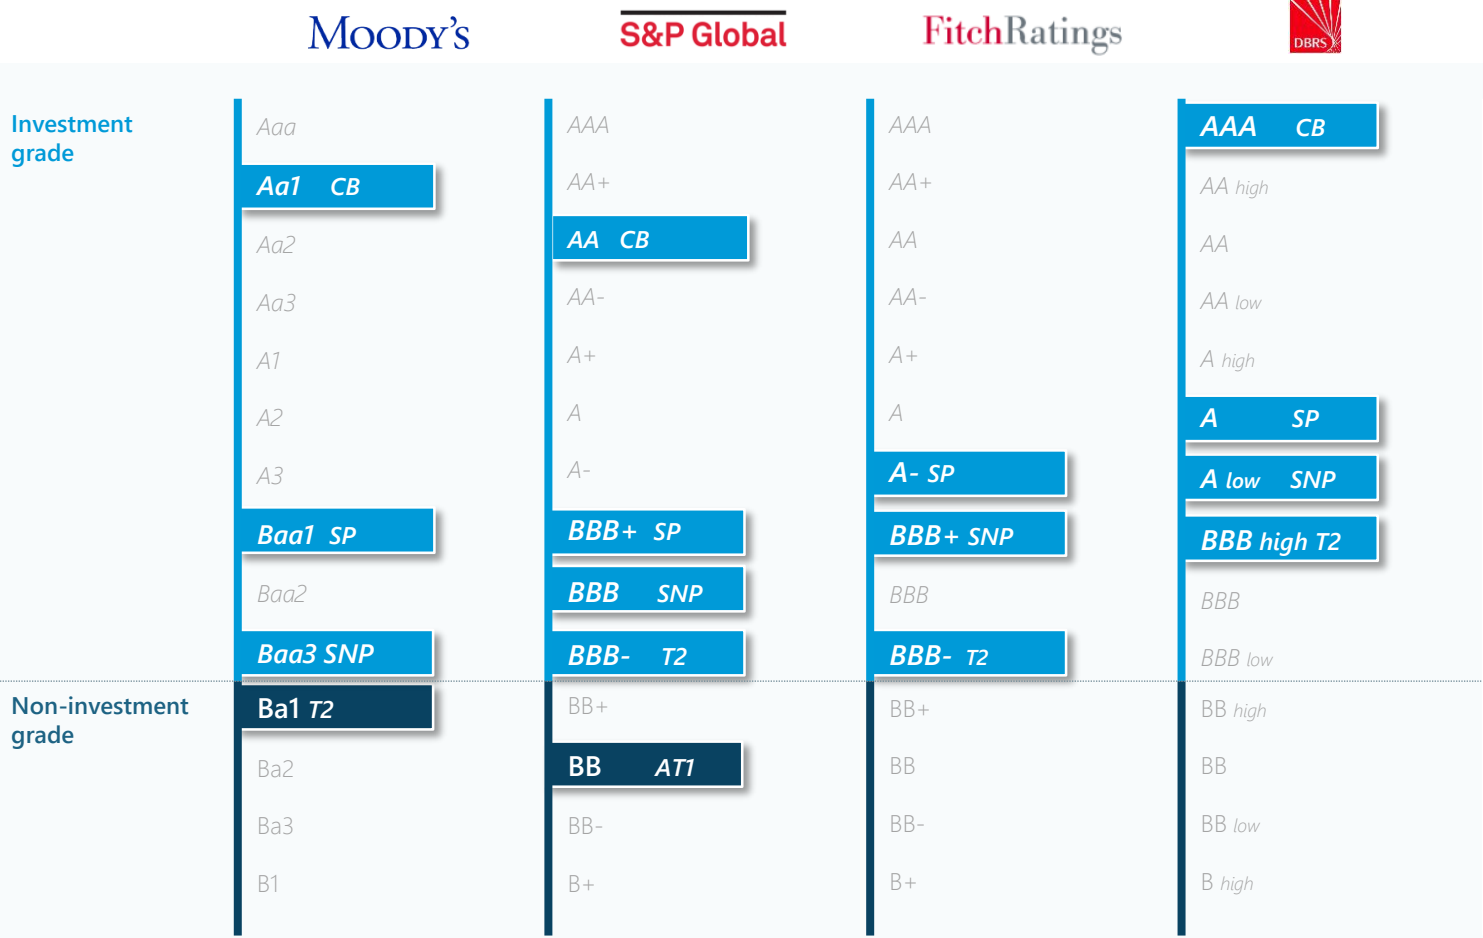 MOODY'S
S&P Global
FitchRatings
DBRS
Investment
grade
Aaa
Aa1 CB
Aa2
Aa3
A1
A2
A3
Baa1 SP
Baa2
Baa3 SNP
AAA
AA+
AA CB
AA-
A+
A
A-
BBB+ SP
BBB SNP
BBB- T2
AAA
AA+
AA
AA-
A+
A
A- SP
BBB+ SNP
BBB
BBB- T2
AAA CB
AA high
AA
AA low
A high
A SP
A low SNP
BBB high T2
BBB
BBB low
Non-investment
grade
Ba1 T2
Ba2
Ba3
B1
BB+
BB AT1
BB-
B+
BB+
BB
BB-
B+
BB high
BB
BB low
B high